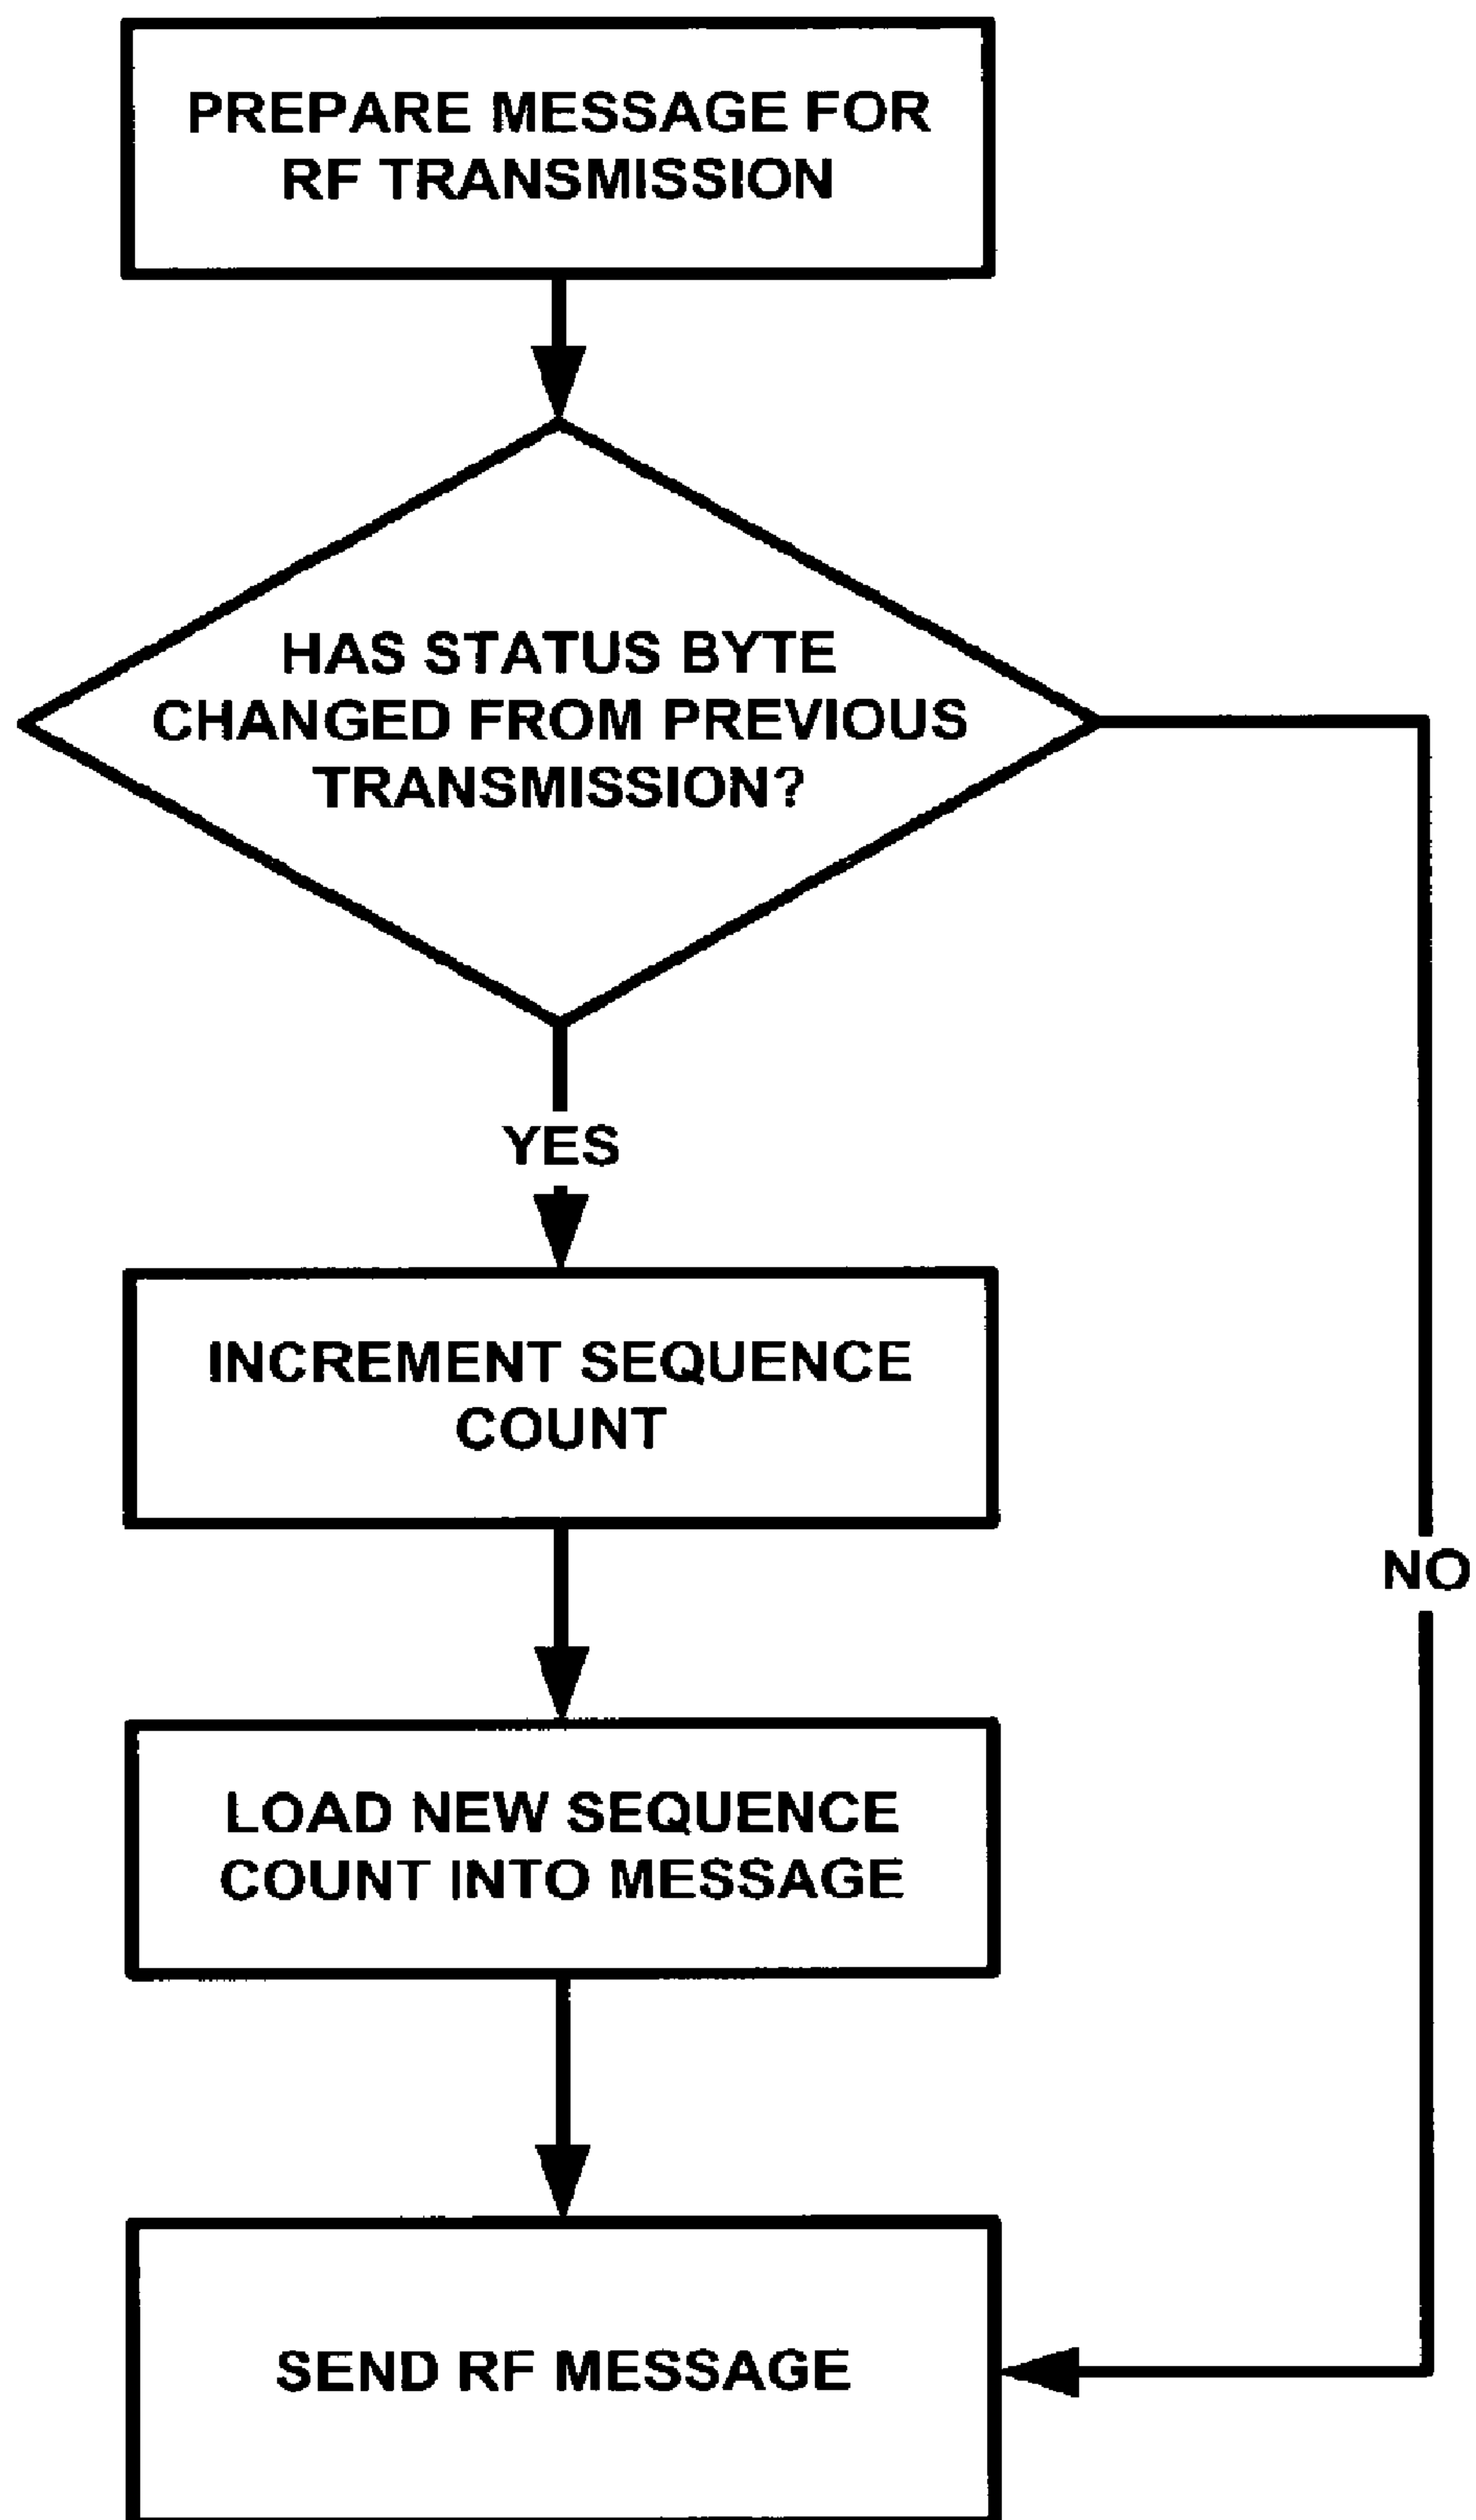 PREPARE MESSAGE FOR
RF TRANSMISSION
HAS STATUS BYTE
CHANGED FROM PREVIOUS
TRANSMISSION?
YES
INCREMENT SEQUENCE
COUNT
NO
LOAD NEW SEQUENCE
COUNT INTO MESSAGE
SEND RF MESSAGE